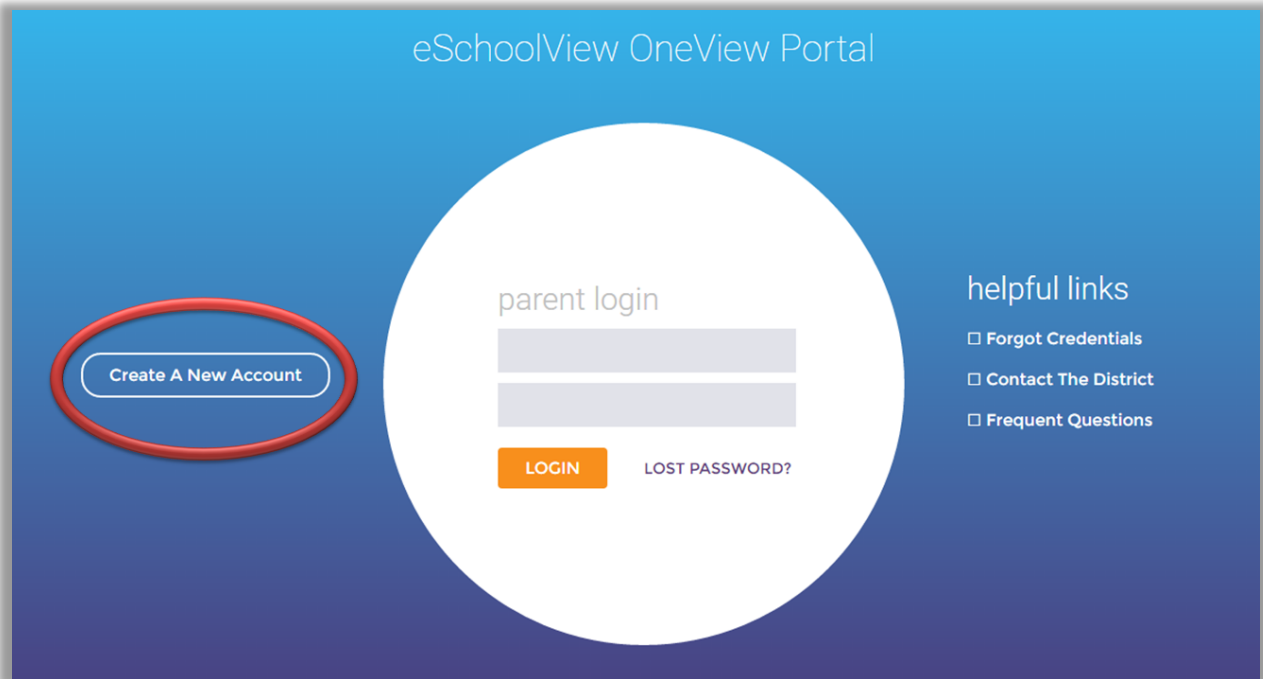 eSchoolView OneView Portal
Create A New Account
parent login
LOGIN
LOST PASSWORD?
helpful links
Forgot Credentials
Contact The District
Frequent Questions